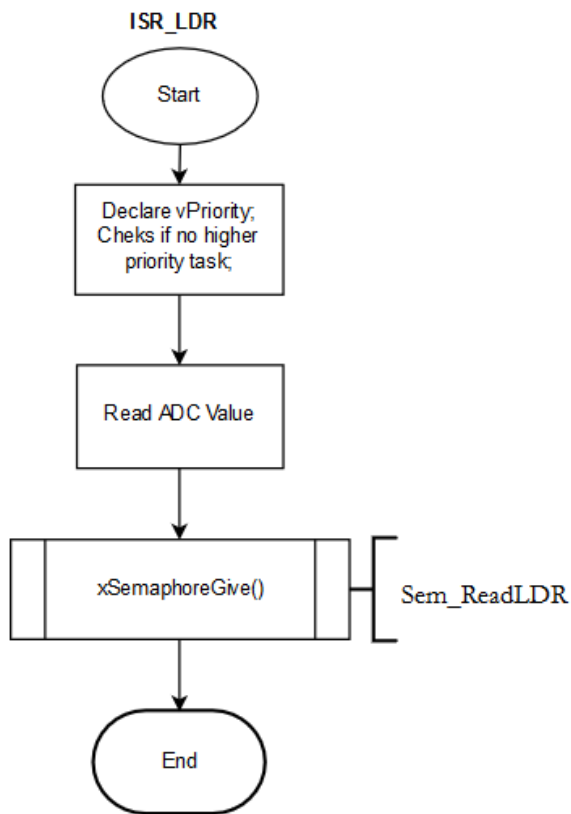 ISR_LDR
Start
Declare vPriority;
Cheks if no higher
priority task;
Read ADC Value
xSemaphoreGive()
Sem_ReadLDR
End